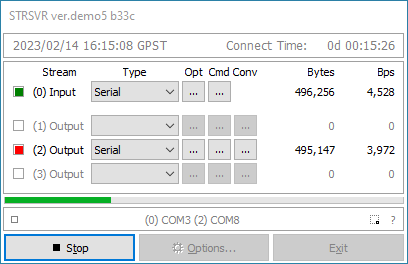 STRSVR ver.demo5 b33c
2023/02/14 16:15:08 GPST Connect Time: 0d 00:15:26
Stream Type Opt Cmd Conv Bytes Bps
(0) Input Serial ... ... 496,256 4,528
(1) Output ... ... ... 0 0
(2) Output Serial ... ... ... 495,147 3,972
(3) Output ... ... ... 0 0
(0) COM3 (2) COM8 ?
Stop Options... Exit